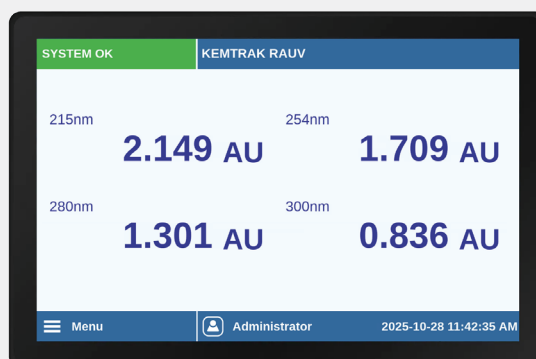 SYSTEM OK KEMTRAK RAUV
215nm 254nm
2.149 AU 1.709 AU
280nm 300nm
1.301 AU 0.836 AU
Menu Administrator 2025-10-28 11:42:35 AM